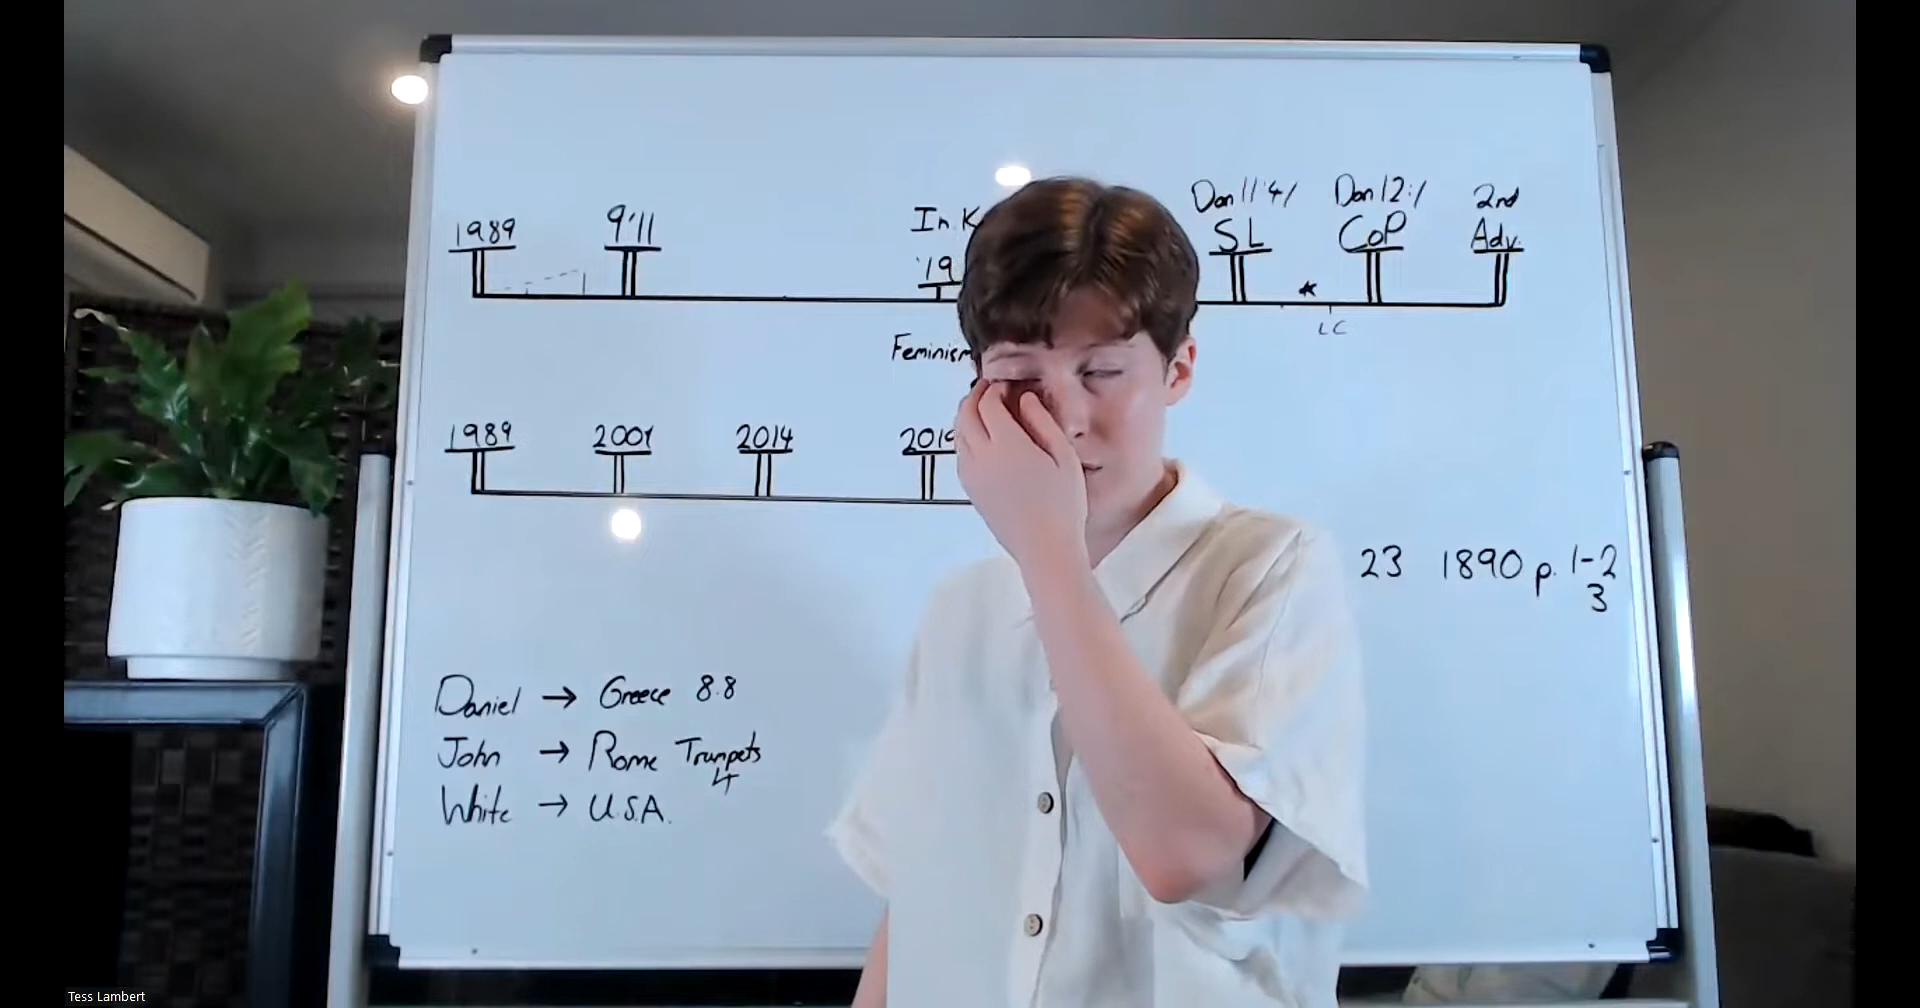 Dan 11:41 Dan 12:1 2nd
1989 9·11 In. K SL CoP Adv.
'19
LC
Feminism
1989 2001 2014 2019
23 1890 p. 1-2
3
Daniel → Greece 8.8
John → Rome Trumpets
4
White → U.S.A.
Tess Lambert